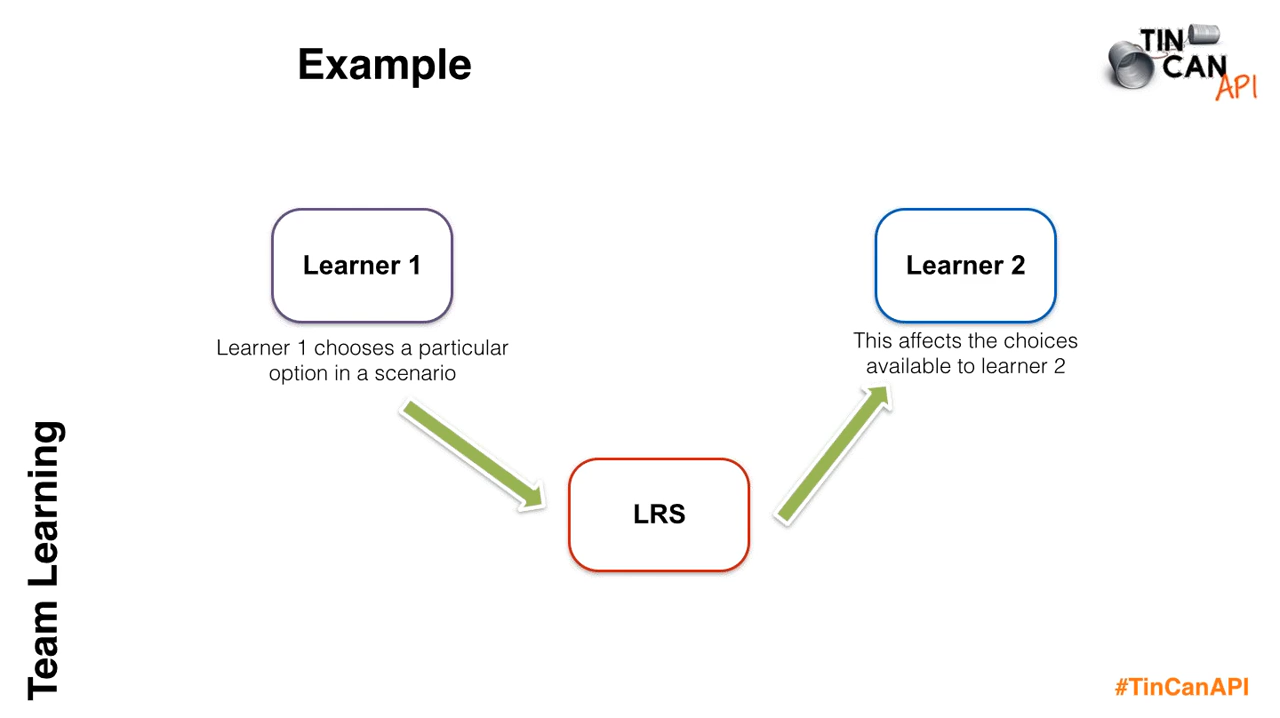 Example
TIN
CAN
API
Learner 1
Learner 2
Learner 1 chooses a particular
option in a scenario
This affects the choices
available to learner 2
LRS
Team Learning
#TinCanAPI